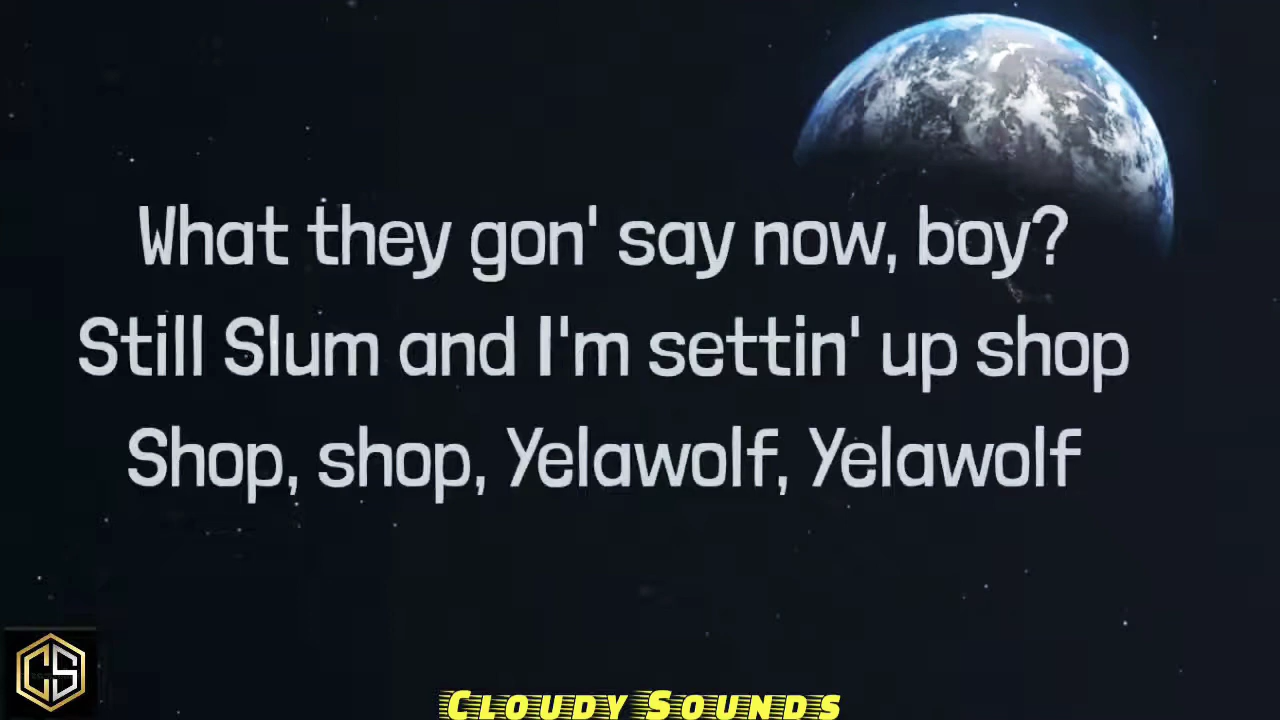 What they gon' say now, boy?
Still Slum and I'm settin' up shop
Shop, shop, Yelawolf, Yelawolf
CS
CLOUDY SOUNDS